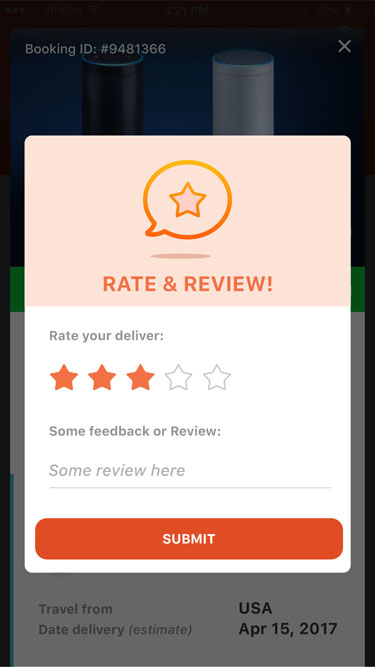 VIRGIN 4:21 PM 22%
Booking ID: #9481366
RATE & REVIEW!
Rate your deliver:
Some feedback or Review:
Some review here
SUBMIT
Travel from USA
Date delivery (estimate) Apr 15, 2017